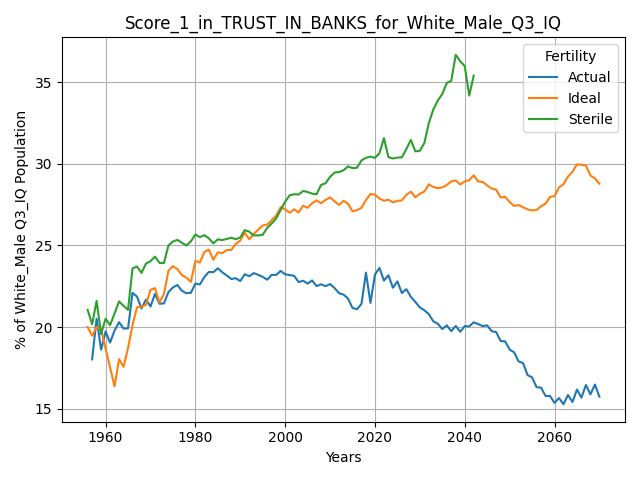 Score_1_in_TRUST_IN_BANKS_for_White_Male_Q3_IQ
% of White_Male Q3_IQ Population
35
30
25
20
15
Fertility
Actual
Ideal
Sterile
1960 1980 2000 2020 2040 2060
Years